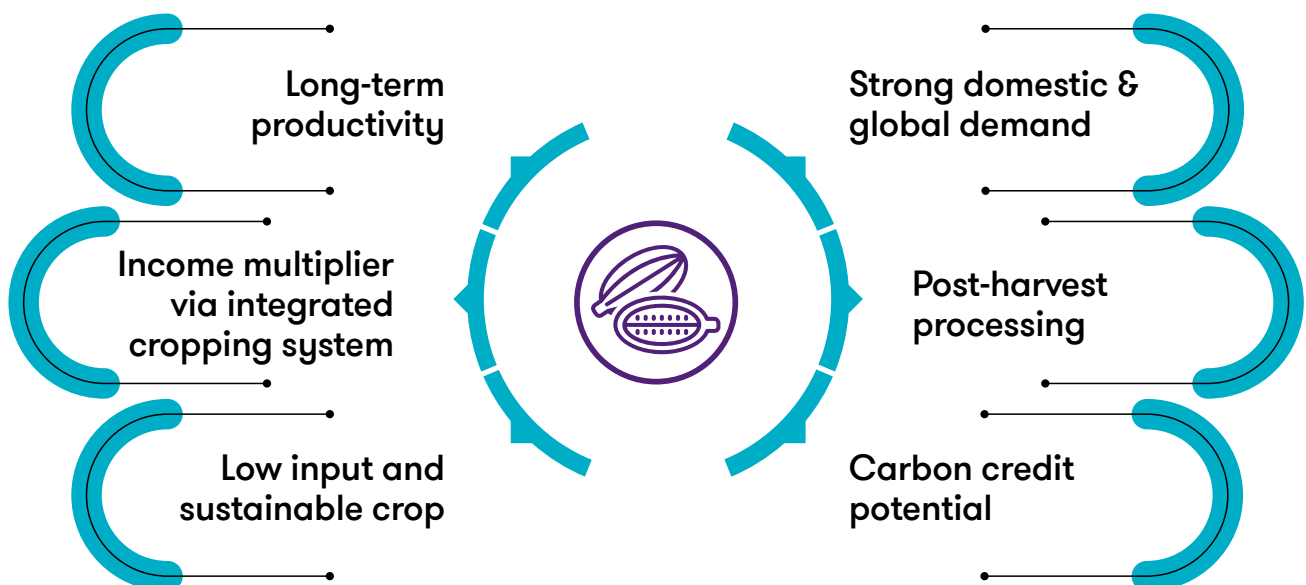 Long-term
productivity
Income multiplier
via integrated
cropping system
Low input and
sustainable crop
Strong domestic &
global demand
Post-harvest
processing
Carbon credit
potential